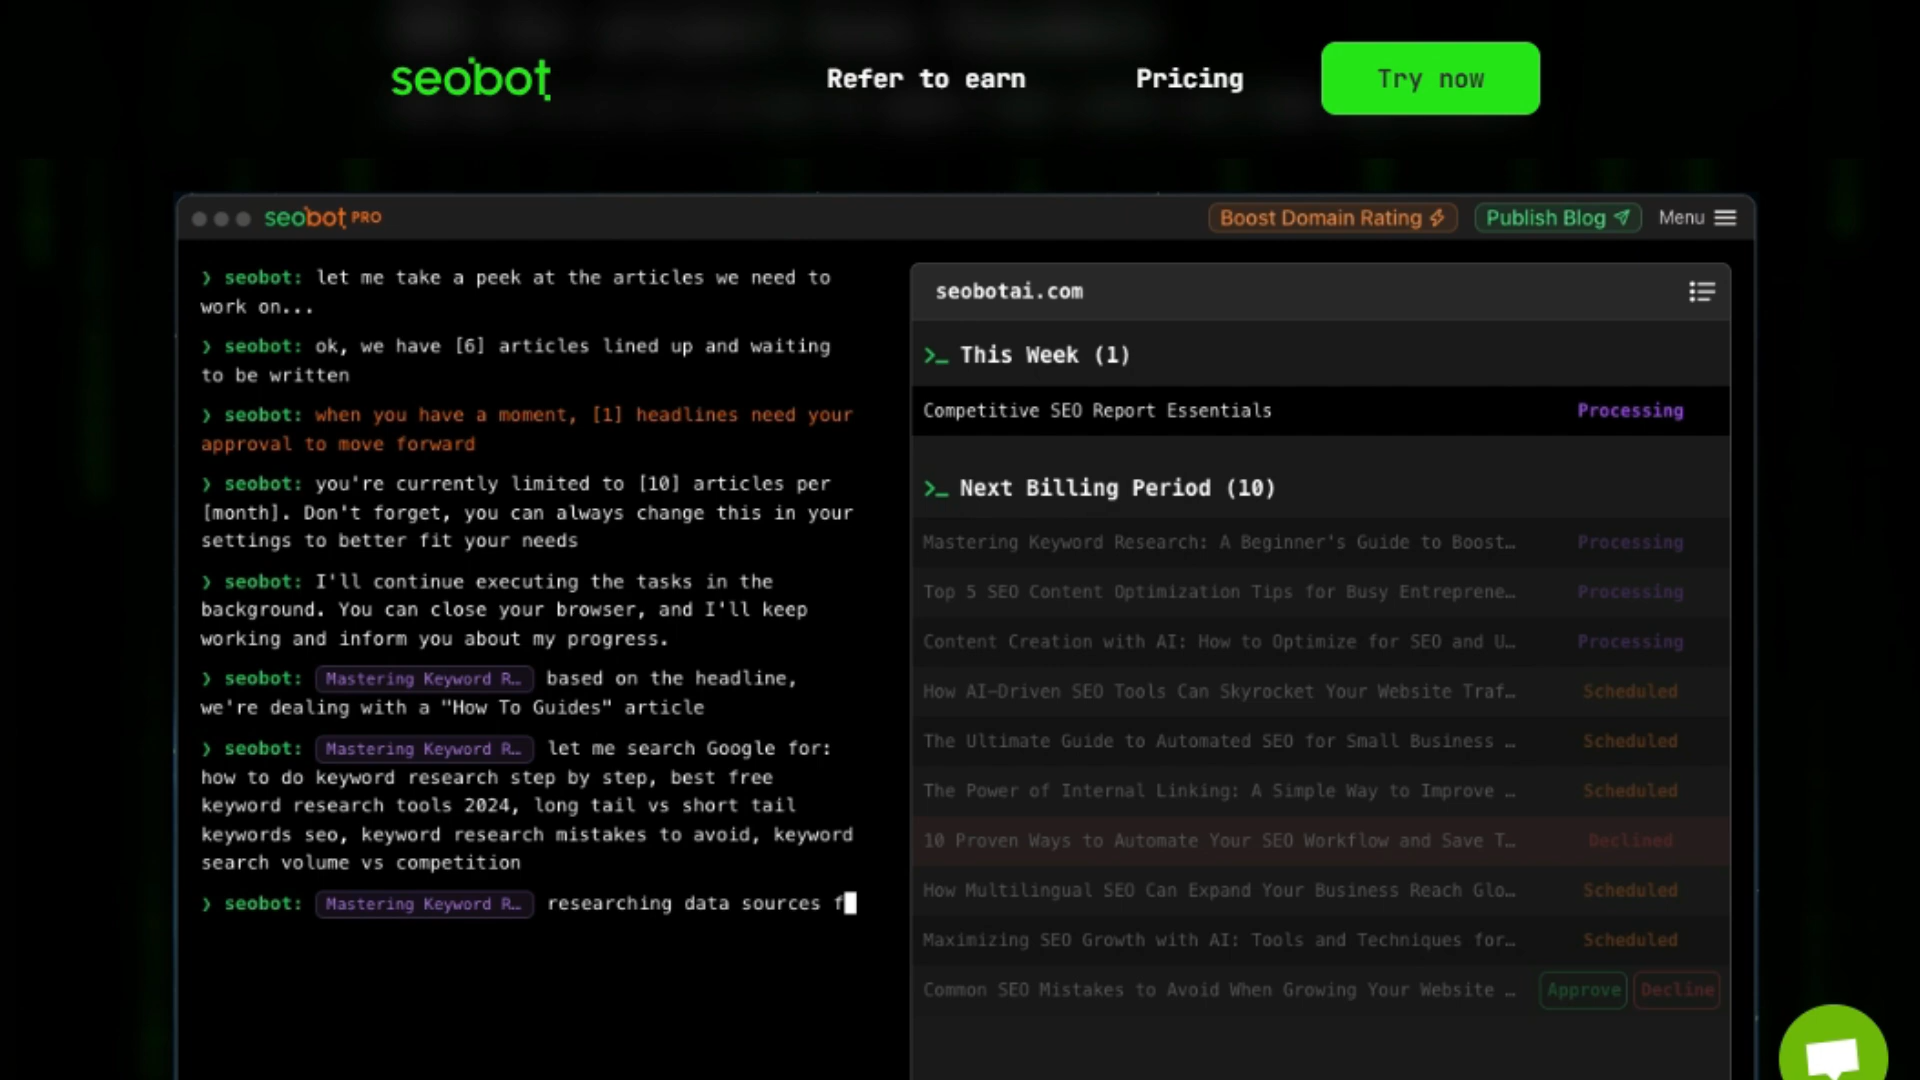 seobot
Refer to earn
Pricing
Try now
seobot PRO
Boost Domain Rating
Publish Blog
Menu
❯ seobot: let me take a peek at the articles we need to
work on...
❯ seobot: ok, we have [6] articles lined up and waiting
to be written
❯ seobot: when you have a moment, [1] headlines need your
approval to move forward
❯ seobot: you're currently limited to [10] articles per
[month]. Don't forget, you can always change this in your
settings to better fit your needs
❯ seobot: I'll continue executing the tasks in the
background. You can close your browser, and I'll keep
working and inform you about my progress.
❯ seobot: Mastering Keyword R… based on the headline,
we're dealing with a "How To Guides" article
❯ seobot: Mastering Keyword R… let me search Google for:
how to do keyword research step by step, best free
keyword research tools 2024, long tail vs short tail
keywords seo, keyword research mistakes to avoid, keyword
search volume vs competition
❯ seobot: Mastering Keyword R… researching data sources f
seobotai.com
>_ This Week (1)
Competitive SEO Report Essentials Processing
>_ Next Billing Period (10)
Mastering Keyword Research: A Beginner's Guide to Boost… Processing
Top 5 SEO Content Optimization Tips for Busy Entreprene… Processing
Content Creation with AI: How to Optimize for SEO and U… Processing
How AI-Driven SEO Tools Can Skyrocket Your Website Traf… Scheduled
The Ultimate Guide to Automated SEO for Small Business … Scheduled
The Power of Internal Linking: A Simple Way to Improve … Scheduled
10 Proven Ways to Automate Your SEO Workflow and Save T… Declined
How Multilingual SEO Can Expand Your Business Reach Glo… Scheduled
Maximizing SEO Growth with AI: Tools and Techniques for… Scheduled
Common SEO Mistakes to Avoid When Growing Your Website … Approve Decline